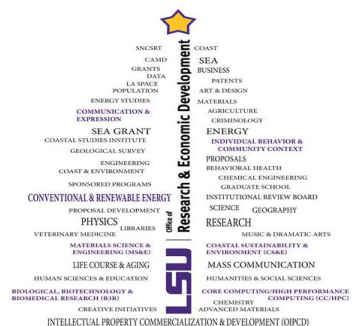 SNCSRT COAST
CAMD SEA
GRANTS BUSINESS
DATA
LA SPACE PATENTS
POPULATION ART & DESIGN
ENERGY STUDIES MATERIALS
COMMUNICATION & AGRICULTURE
EXPRESSION CRIMINOLOGY
SEA GRANT ENERGY
COASTAL STUDIES INSTITUTE INDIVIDUAL BEHAVIOR &
GEOLOGICAL SURVEY COMMUNITY CONTEXT
ENGINEERING PROPOSALS
COAST & ENVIRONMENT BEHAVIORAL HEALTH
CHEMICAL ENGINEERING
SPONSORED PROGRAMS GRADUATE SCHOOL
CONVENTIONAL & RENEWABLE ENERGY INSTITUTIONAL REVIEW BOARD
PROPOSAL DEVELOPMENT SCIENCE GEOGRAPHY
PHYSICS RESEARCH
LIBRARIES
VETERINARY MEDICINE MUSIC & DRAMATIC ARTS
MATERIALS SCIENCE & COASTAL SUSTAINABILITY &
ENGINEERING (MS&E) ENVIRONMENT (CS&E)
LIFE COURSE & AGING MASS COMMUNICATION
HUMAN SCIENCES & EDUCATION HUMANITIES & SOCIAL SCIENCES
BIOLOGICAL, BIOTECHNOLOGY & CORE COMPUTING/HIGH PERFORMANCE
BIOMEDICAL RESEARCH (B3R) COMPUTING (CC/HPC)
CHEMISTRY
CREATIVE INITIATIVES ADVANCED MATERIALS
INTELLECTUAL PROPERTY COMMERCIALIZATION & DEVELOPMENT (OIPCD)
LSU
Office of
Research & Economic Development